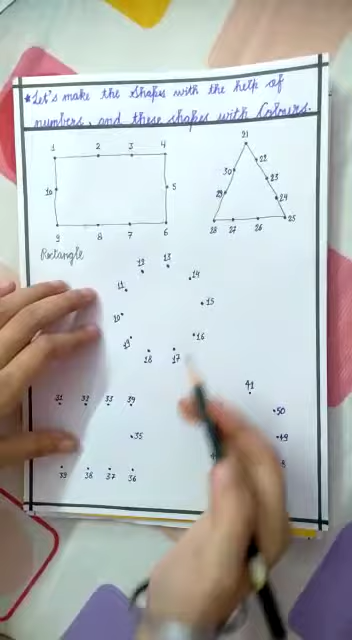 *Let's make the shapes with the help of
numbers, and these shapes with Colours.
1 2 3 4
10 5
9 8 7 6
Rectangle
21
30 22
29 23
24
28 27 26 25
12 13
11 14
20 15
19 16
18 17
31 32 33 34
35
39 38 37 36
41
50
49